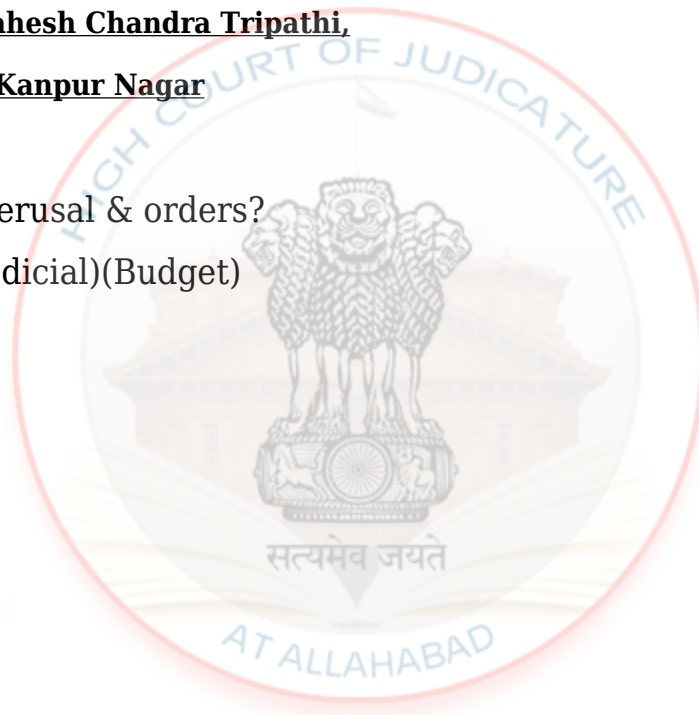 ahesh Chandra Tripathi,
Kanpur Nagar
erusal & orders?
dicial)(Budget)
HIGH COURT OF JUDICATURE
सत्यमेव जयते
AT ALLAHABAD